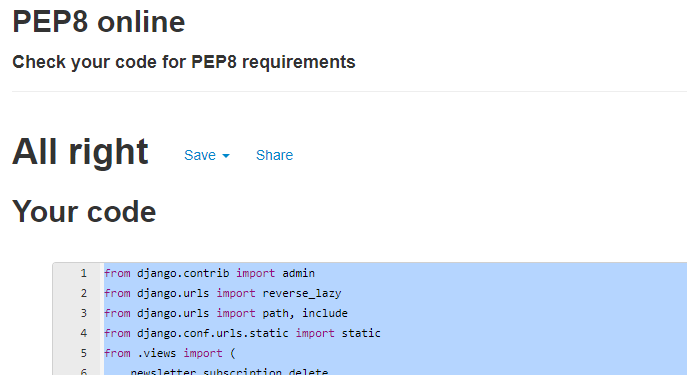 PEP8 online
Check your code for PEP8 requirements
All right Save Share
Your code
1 from django.contrib import admin
2 from django.urls import reverse_lazy
3 from django.urls import path, include
4 from django.conf.urls.static import static
5 from .views import (
6 newsletter_subscription_delete